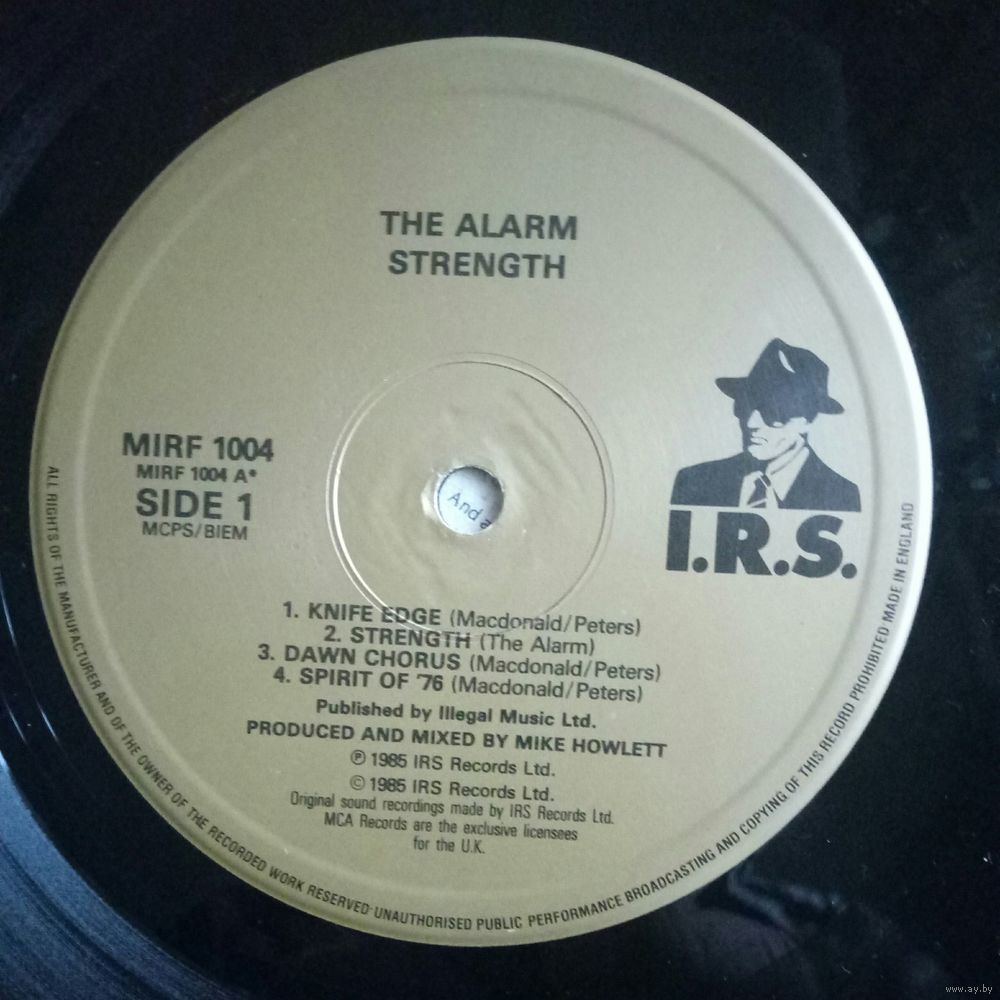 THE ALARM
STRENGTH
MIRF 1004
MIRF 1004 A*
SIDE 1
MCPS/BIEM
And a
I.R.S.
1. KNIFE EDGE (Macdonald/Peters)
2. STRENGTH (The Alarm)
3. DAWN CHORUS (Macdonald/Peters)
4. SPIRIT OF '76 (Macdonald/Peters)
Published by Illegal Music Ltd.
PRODUCED AND MIXED BY MIKE HOWLETT
℗ 1985 IRS Records Ltd.
© 1985 IRS Records Ltd.
Original sound recordings made by IRS Records Ltd.
MCA Records are the exclusive licensees
for the U.K.
ALL RIGHTS OF THE MANUFACTURER AND OF THE OWNER OF THE RECORDED WORK RESERVED UNAUTHORISED PUBLIC PERFORMANCE BROADCASTING AND COPYING OF THIS RECORD PROHIBITED MADE IN ENGLAND
www.ay.by